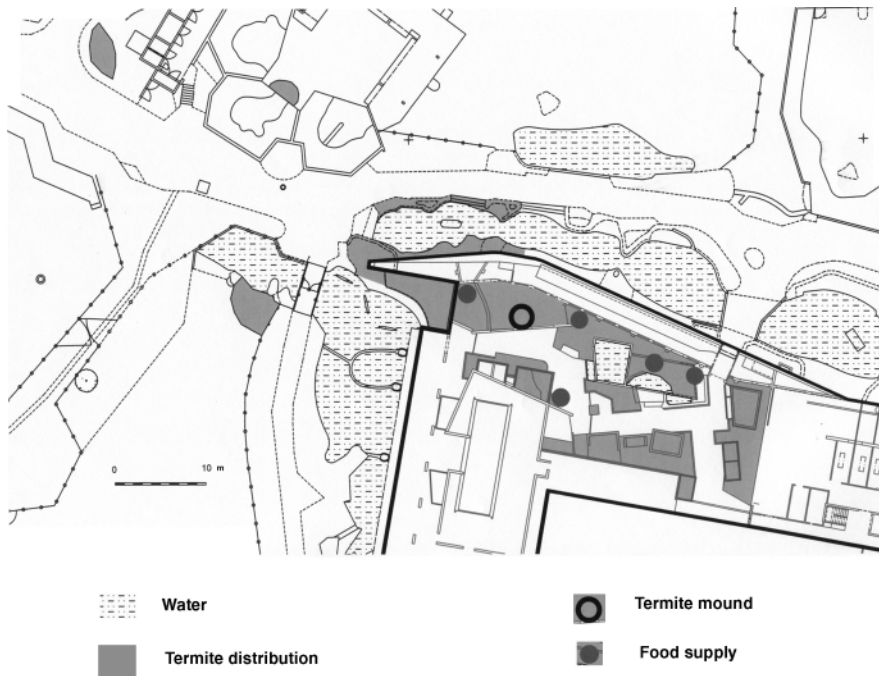 0 10 m
Water
Termite mound
Termite distribution
Food supply